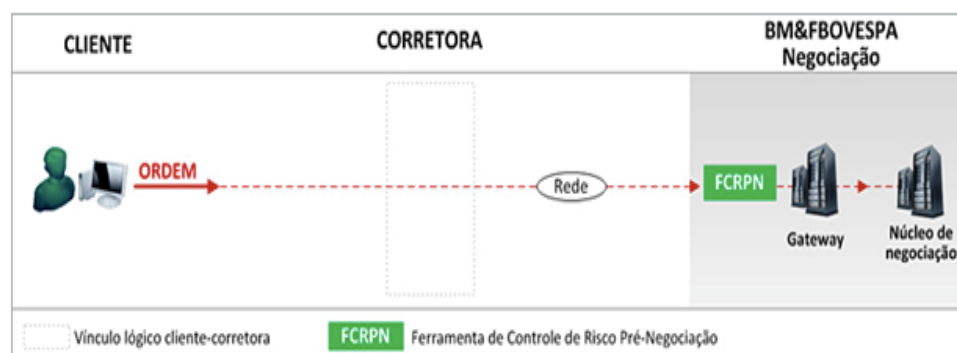 CLIENTE
CORRETORA
BM&FBOVESPA
Negociação
ORDEM
Rede
FCRPN
Gateway
Núcleo de
negociação
Vínculo lógico cliente-corretora
FCRPN Ferramenta de Controle de Risco Pré-Negociação